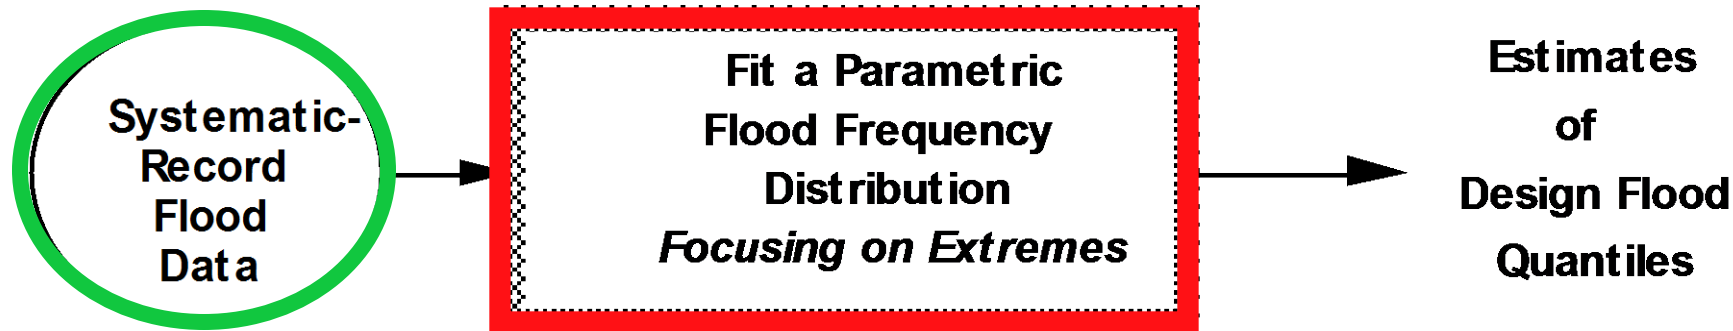 Systematic-
Record
Flood
Data
Fit a Parametric
Flood Frequency
Distribution
Focusing on Extremes
Estimates
of
Design Flood
Quantiles